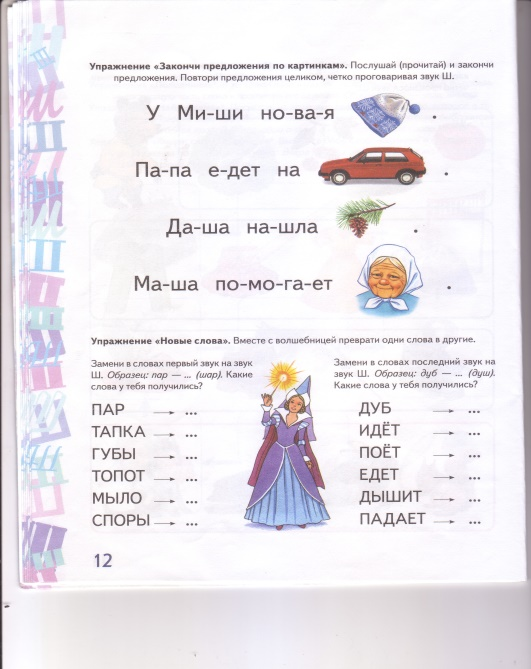 Упражнение «Закончи предложения по картинкам». Послушай (прочитай) и закончи
предложения. Повтори предложения целиком, четко проговаривая звук Ш.
У Ми-ши но-ва-я .
Па-па е-дет на .
Да-ша на-шла .
Ма-ша по-мо-га-ет .
Упражнение «Новые слова». Вместе с волшебницей преврати одни слова в другие.
Замени в словах первый звук на звук
Ш. Образец: пар — ... (шар). Какие
слова у тебя получились?
ПАР → ...
ТАПКА → ...
ГУБЫ → ...
ТОПОТ → ...
МЫЛО → ...
СПОРЫ → ...
Замени в словах последний звук на
звук Ш. Образец: дуб — ... (душ).
Какие слова у тебя получились?
ДУБ → ...
ИДЁТ → ...
ПОЁТ → ...
ЕДЕТ → ...
ДЫШИТ → ...
ПАДАЕТ → ...
12